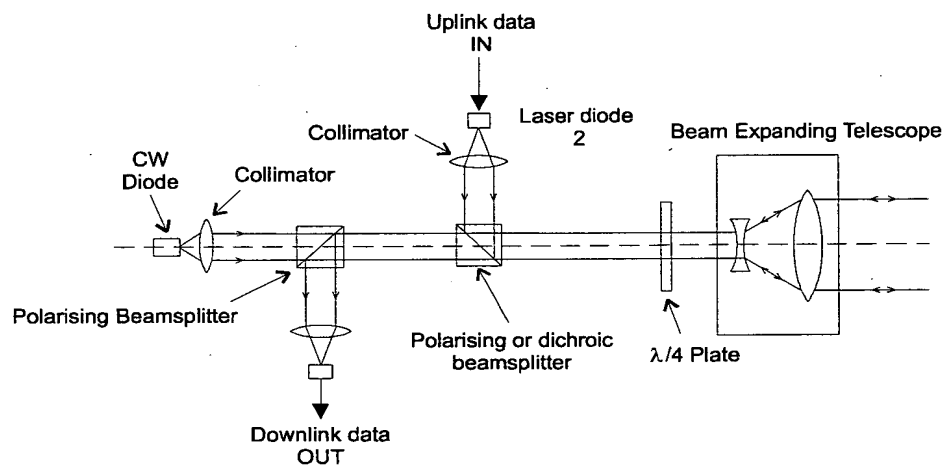 Uplink data
IN
Laser diode
2
Collimator
Beam Expanding Telescope
CW
Diode
Collimator
Polarising Beamsplitter
Polarising or dichroic
beamsplitter
λ/4 Plate
Downlink data
OUT